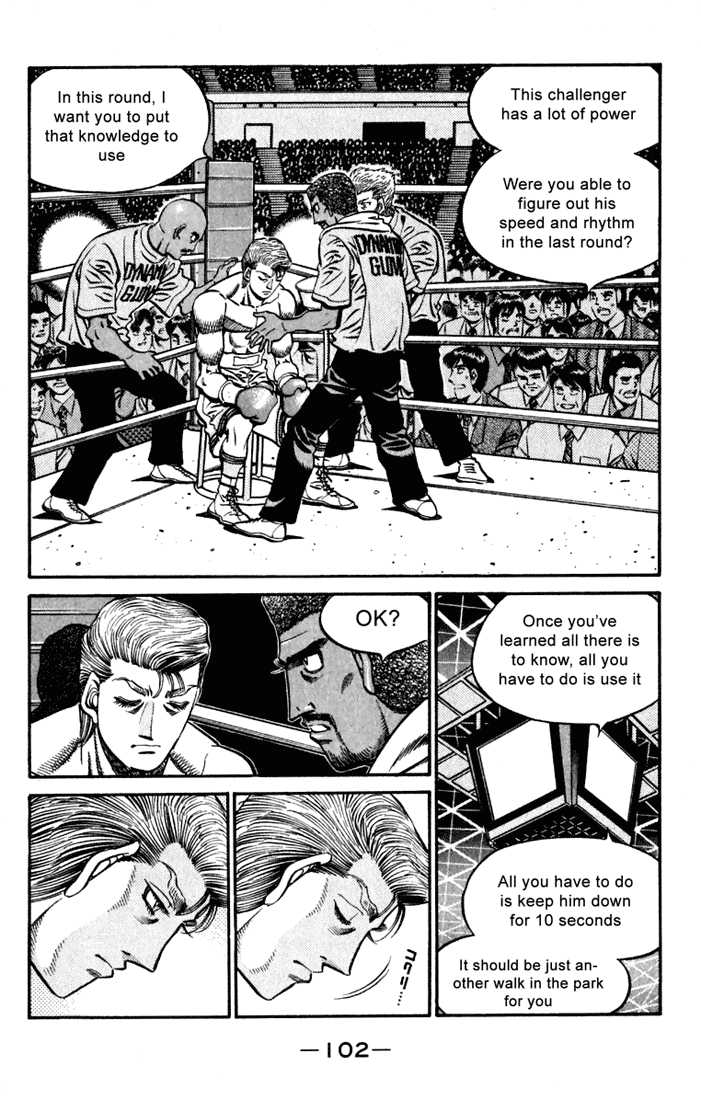 This challenger
has a lot of power
Were you able to
figure out his
speed and rhythm
in the last round?
In this round, I
want you to put
that knowledge to
use
DYNAMIC
GLOVE
DYNAMIC
GLOVE
Once you've
learned all there is
to know, all you
have to do is use it
OK?
All you have to do
is keep him down
for 10 seconds
It should be just an-
other walk in the park
for you
コクニ……
—102—